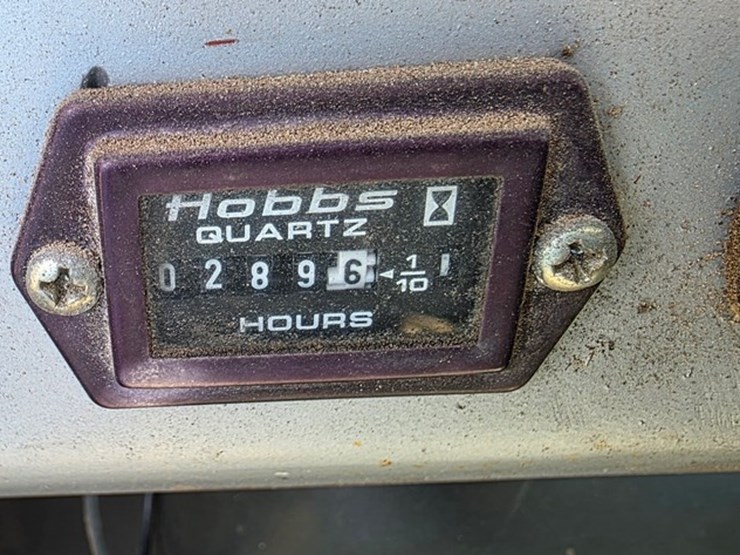 Hobbs
QUARTZ
0 2 8 9 6 ◄ 1/10
HOURS